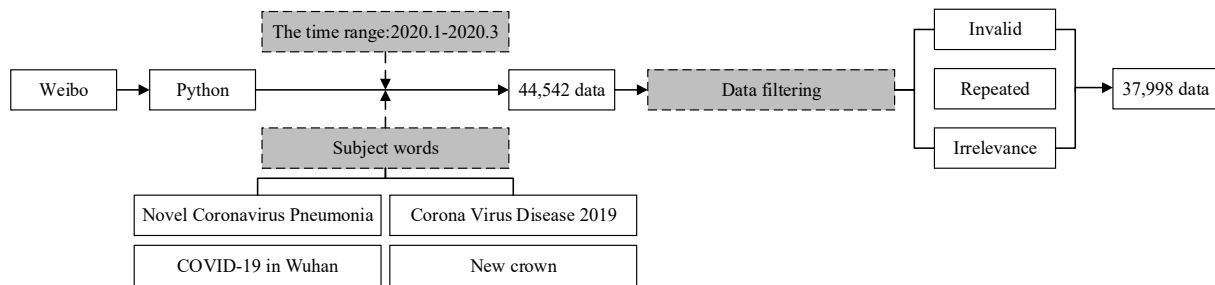 The time range:2020.1-2020.3
Weibo
Python
44,542 data
Data filtering
Invalid
Repeated
Irrelevance
37,998 data
Subject words
Novel Coronavirus Pneumonia
Corona Virus Disease 2019
COVID-19 in Wuhan
New crown